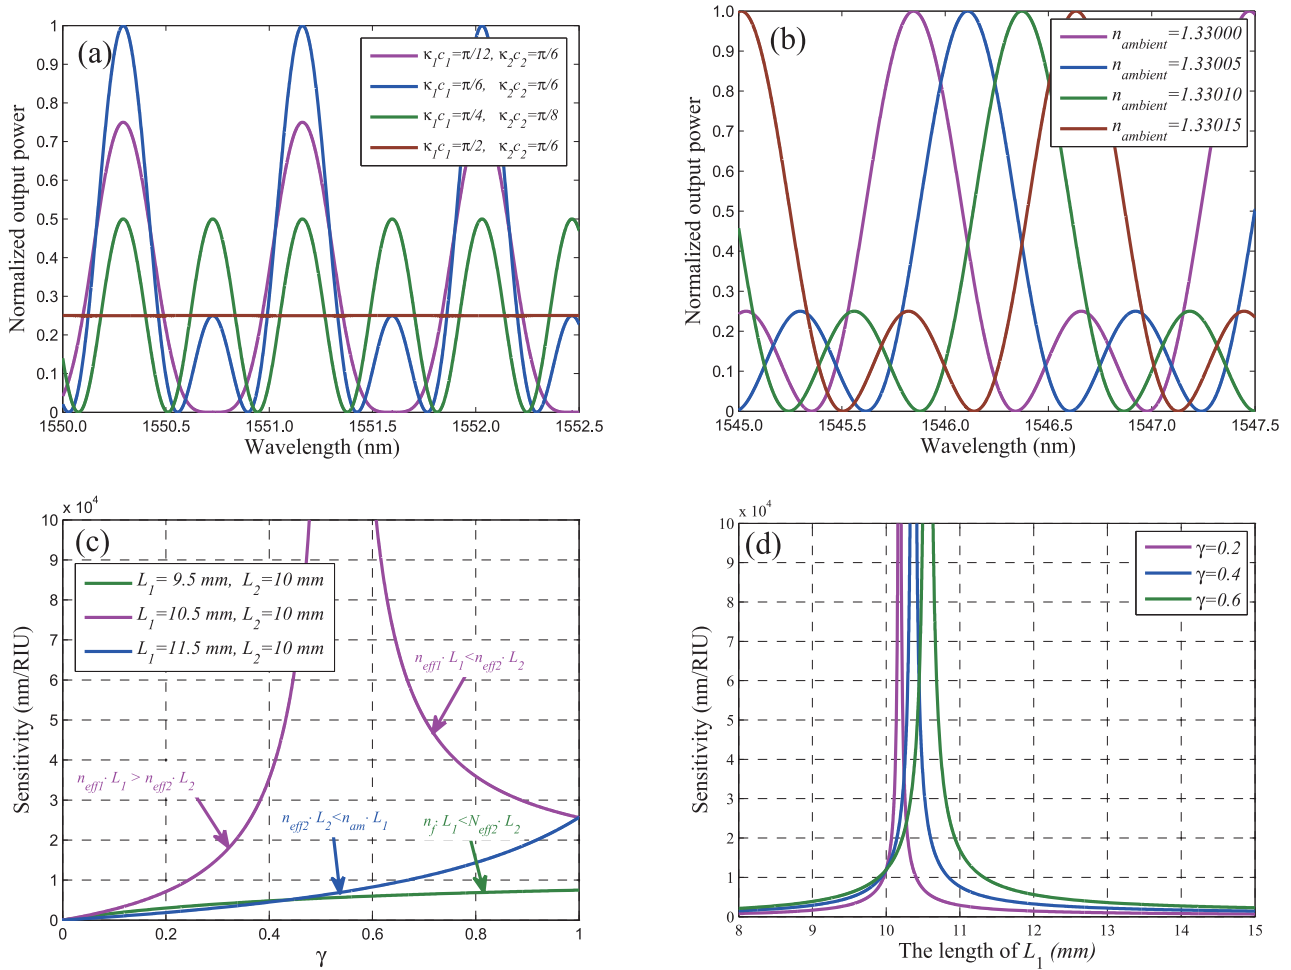 (a)
κ1c1=π/12, κ2c2=π/6
κ1c1=π/6, κ2c2=π/6
κ1c1=π/4, κ2c2=π/8
κ1c1=π/2, κ2c2=π/6
Normalized output power
1
0.9
0.8
0.7
0.6
0.5
0.4
0.3
0.2
0.1
0
1550.0 1550.5 1551.0 1551.5 1552.0 1552.5
Wavelength (nm)
(b)
nambient=1.33000
nambient=1.33005
nambient=1.33010
nambient=1.33015
Normalized output power
1
0.9
0.8
0.7
0.6
0.5
0.4
0.3
0.2
0.1
0
1545.0 1545.5 1546.0 1546.5 1547.0 1547.5
Wavelength (nm)
x 10^4
(c)
L1= 9.5 mm, L2=10 mm
L1=10.5 mm, L2=10 mm
L1=11.5 mm, L2=10 mm
neff1· L1<neff2· L2
neff1· L1 > neff2· L2
neff2· L2<nam· L1
nf· L1<Neff2· L2
Sensitivity (nm/RIU)
10
9
8
7
6
5
4
3
2
1
0
0 0.2 0.4 0.6 0.8 1
γ
x 10^4
(d)
γ=0.2
γ=0.4
γ=0.6
Sensitivity (nm/RIU)
10
9
8
7
6
5
4
3
2
1
0
8 9 10 11 12 13 14 15
The length of L1 (mm)